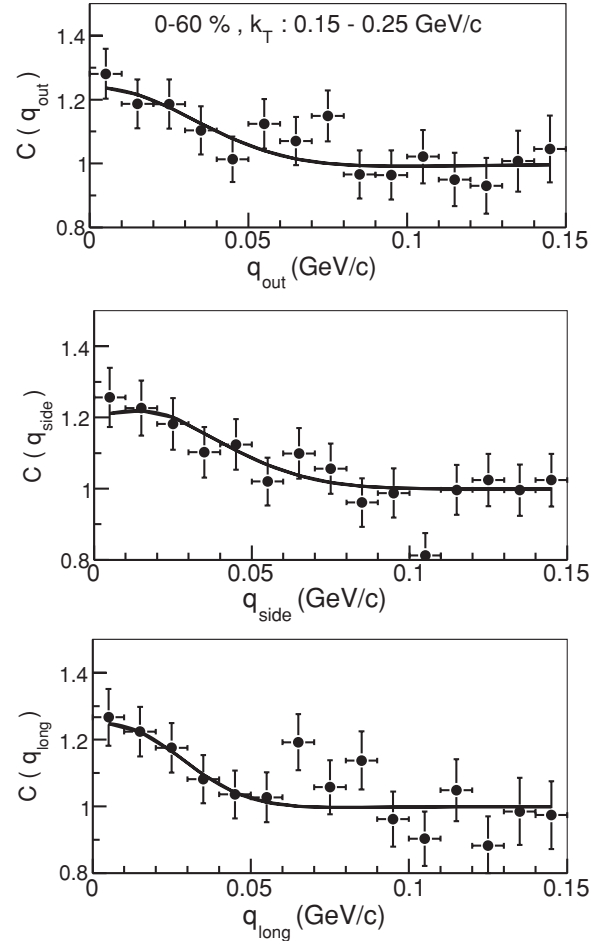 0-60 % , k_T : 0.15 - 0.25 GeV/c
C ( q_out )
1.4
1.2
1
0.8
0 0.05 0.1 0.15
q_out (GeV/c)
C ( q_side )
1.4
1.2
1
0.8
0 0.05 0.1 0.15
q_side (GeV/c)
C ( q_long )
1.4
1.2
1
0.8
0 0.05 0.1 0.15
q_long (GeV/c)